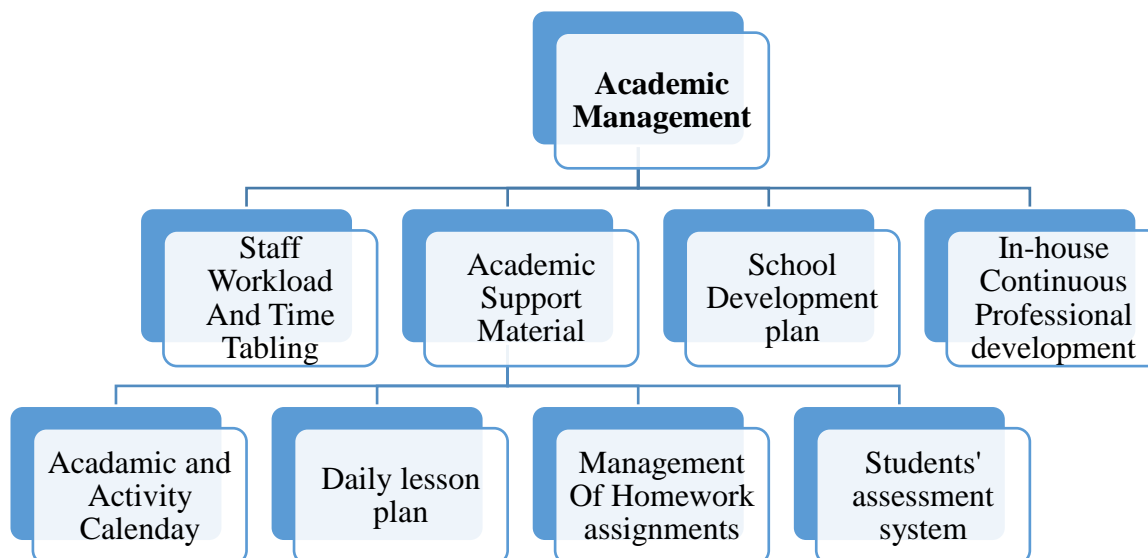 Academic
Management
Staff
Workload
And Time
Tabling
Academic
Support
Material
School
Development
plan
In-house
Continuous
Professional
development
Acadamic and
Activity
Calenday
Daily lesson
plan
Management
Of Homework
assignments
Students'
assessment
system